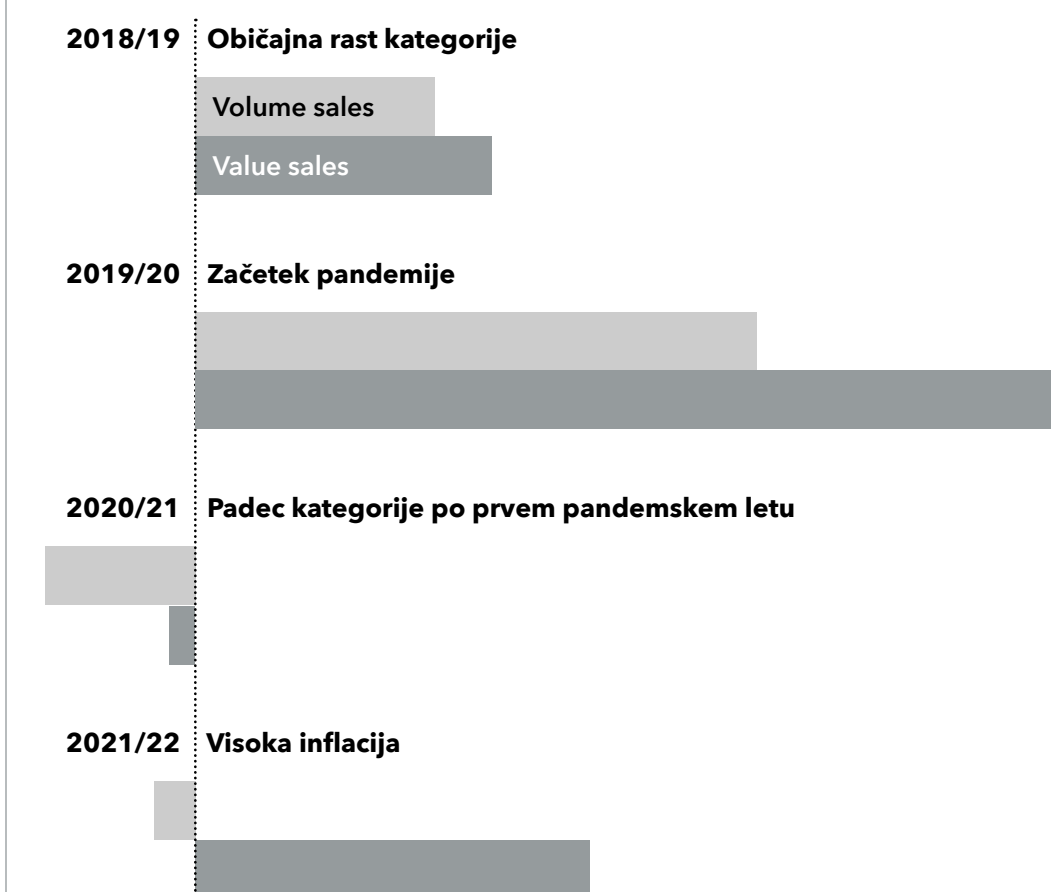 2018/19 Običajna rast kategorije
Volume sales
Value sales
2019/20 Začetek pandemije
2020/21 Padec kategorije po prvem pandemskem letu
2021/22 Visoka inflacija